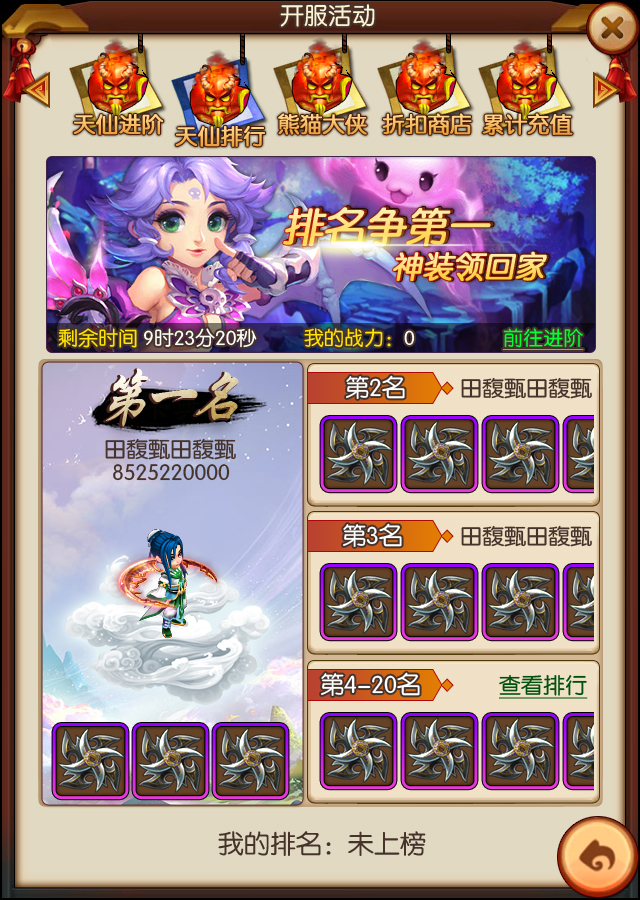 开服活动
天仙进阶
天仙排行
熊猫大侠
折扣商店
累计充值
排名争第一
神装领回家
剩余时间 9时23分20秒
我的战力：0
前往进阶
第一名
田馥甄田馥甄
8525220000
第2名
田馥甄田馥甄
第3名
田馥甄田馥甄
第4-20名
查看排行
我的排名：未上榜